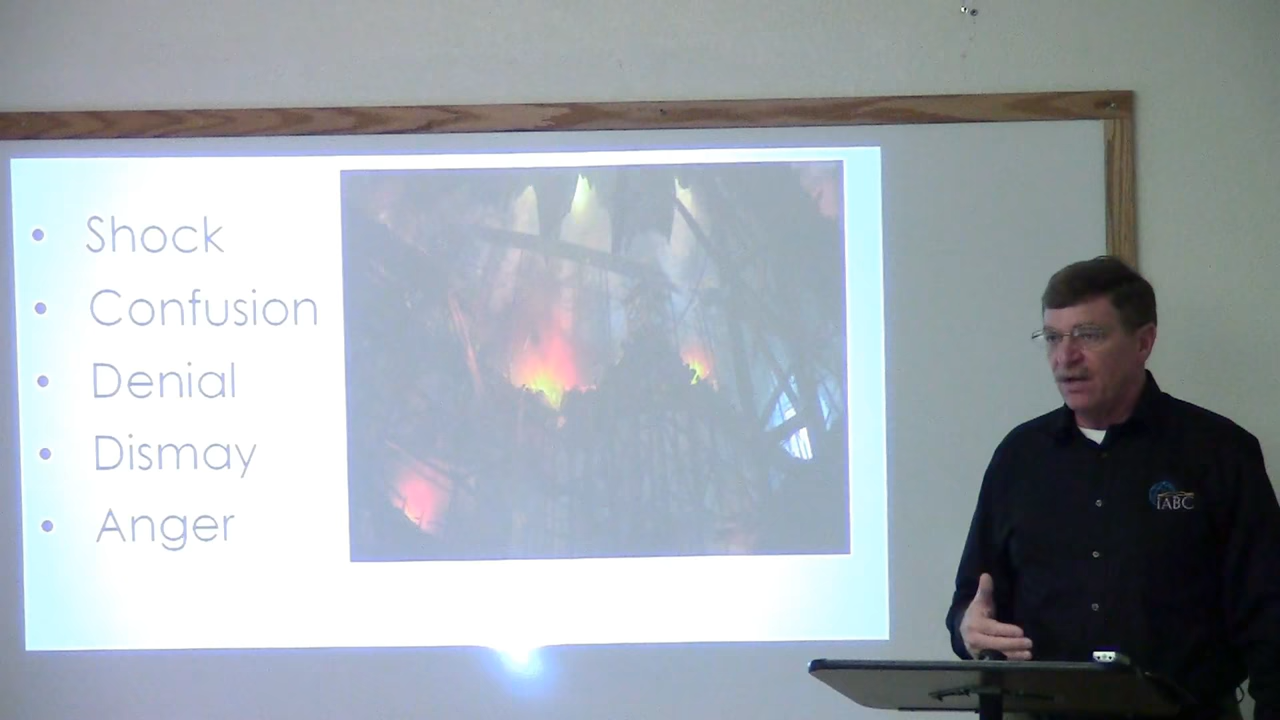 • Shock
• Confusion
• Denial
• Dismay
• Anger
IABC